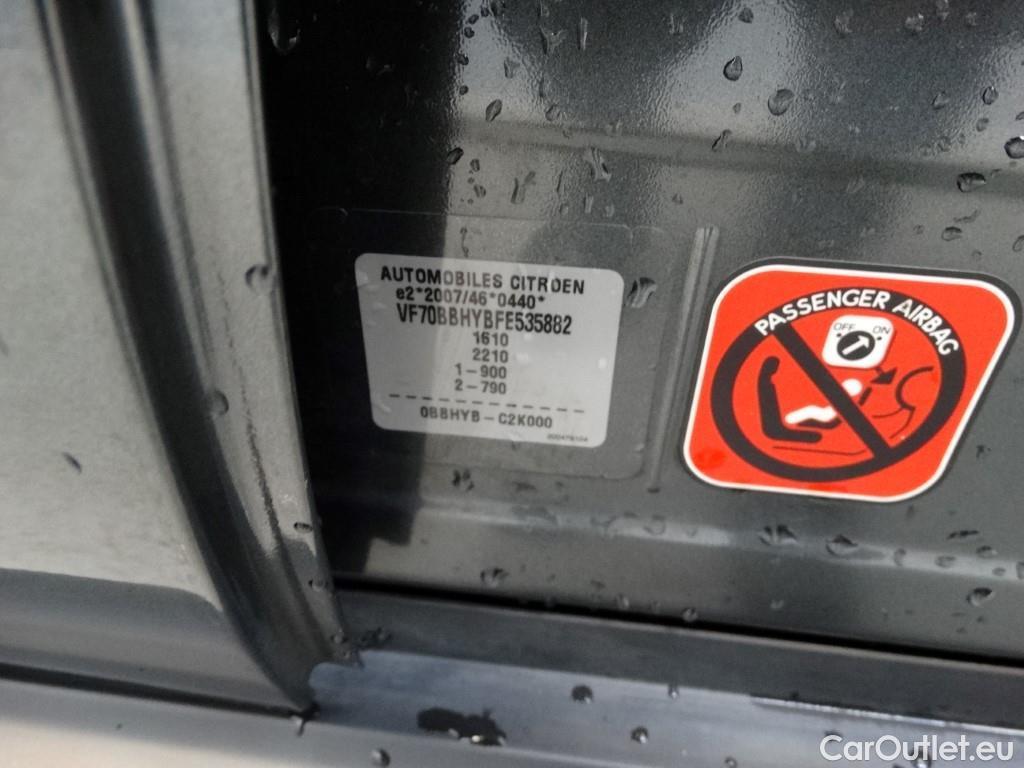 AUTOMOBILES CITROEN
e2*2007/46*0440*
VF70BBHYBFE535882
1610
2210
1-900
2-790
0BBHYB-C2K000
PASSENGER AIRBAG
OFF ON
CarOutlet.eu